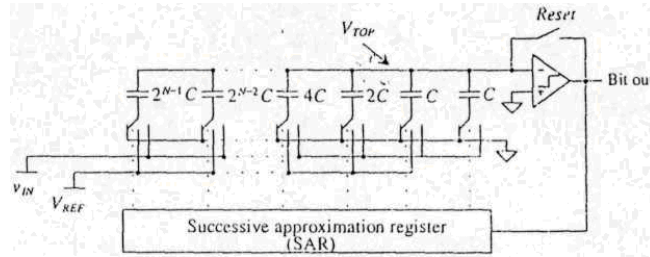 Reset
V_TOP
2^{N-1}C 2^{N-2}C 4C 2C C C
Bit ou
v_IN
V_REF
Successive approximation register
(SAR)